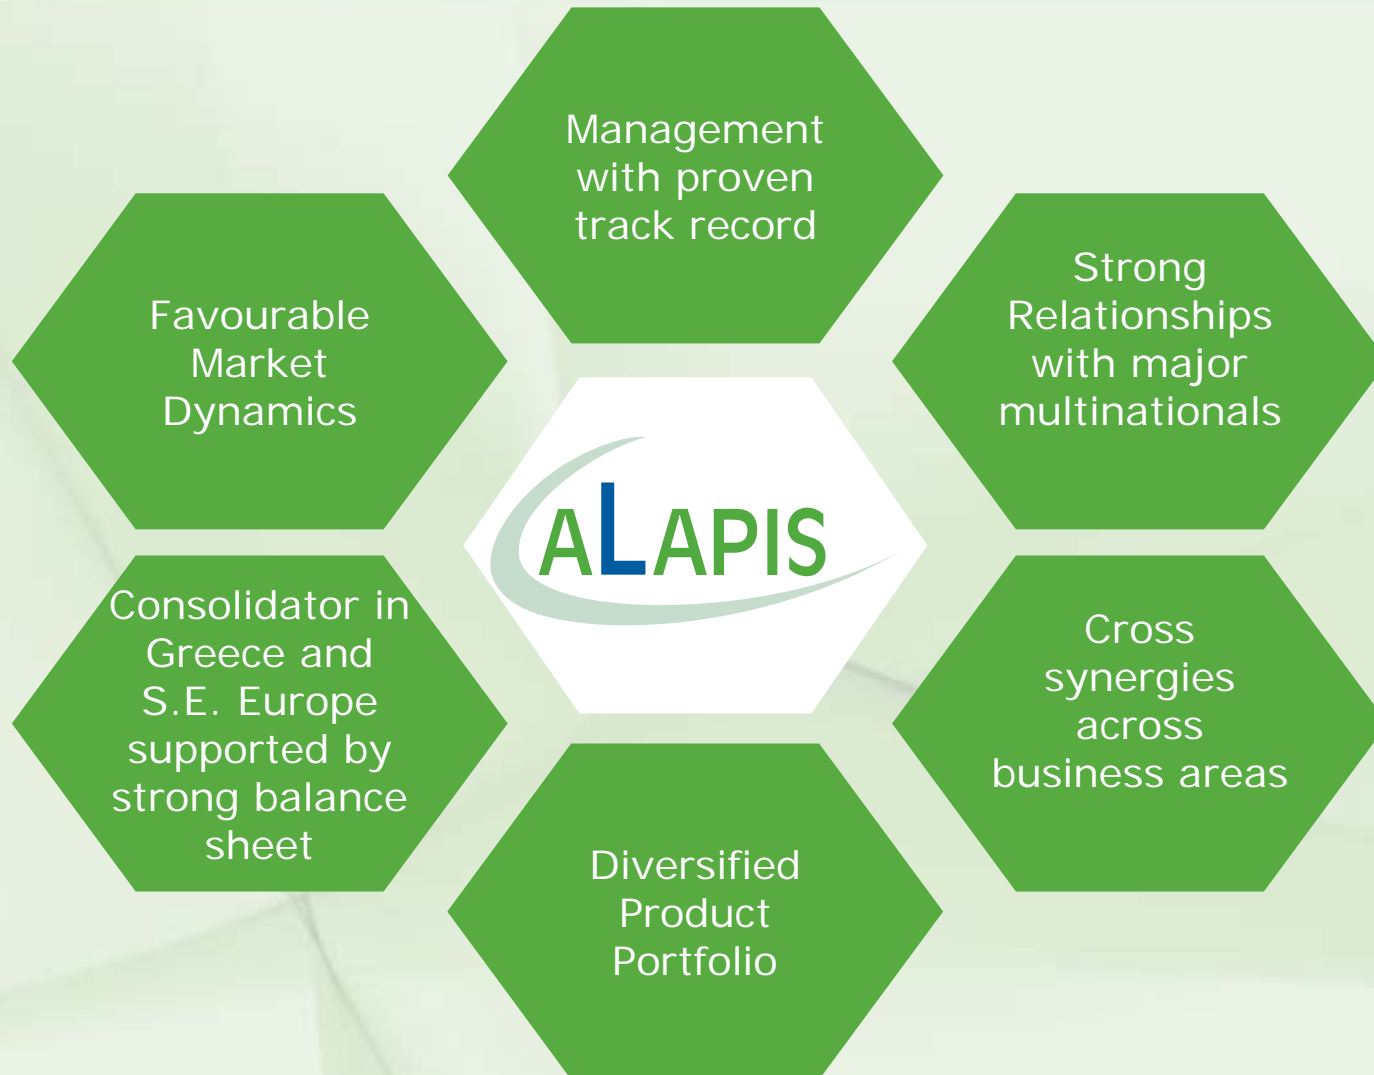 Management
with proven
track record
Strong
Relationships
with major
multinationals
Favourable
Market
Dynamics
ALAPIS
Consolidator in
Greece and
S.E. Europe
supported by
strong balance
sheet
Cross
synergies
across
business areas
Diversified
Product
Portfolio